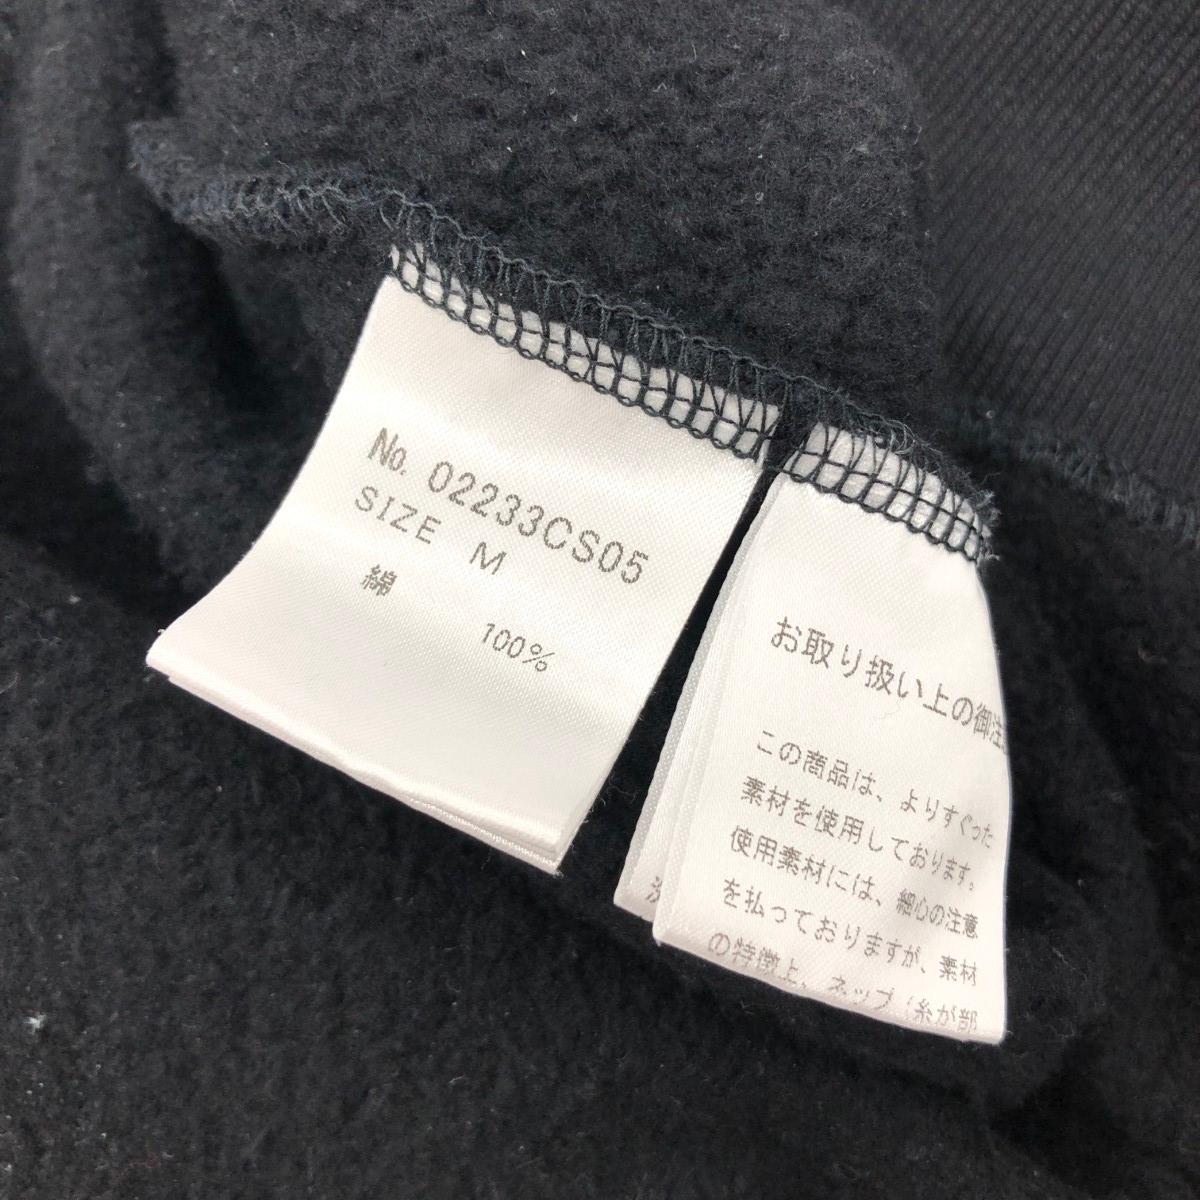 No. 02233CS05
SIZE M
綿 100%
お取り扱い上の御注
この商品は、よりすぐった
素材を使用しております。
使用素材には、細心の注意
を払っておりますが、素材
の特徴上、ネップ（糸が部